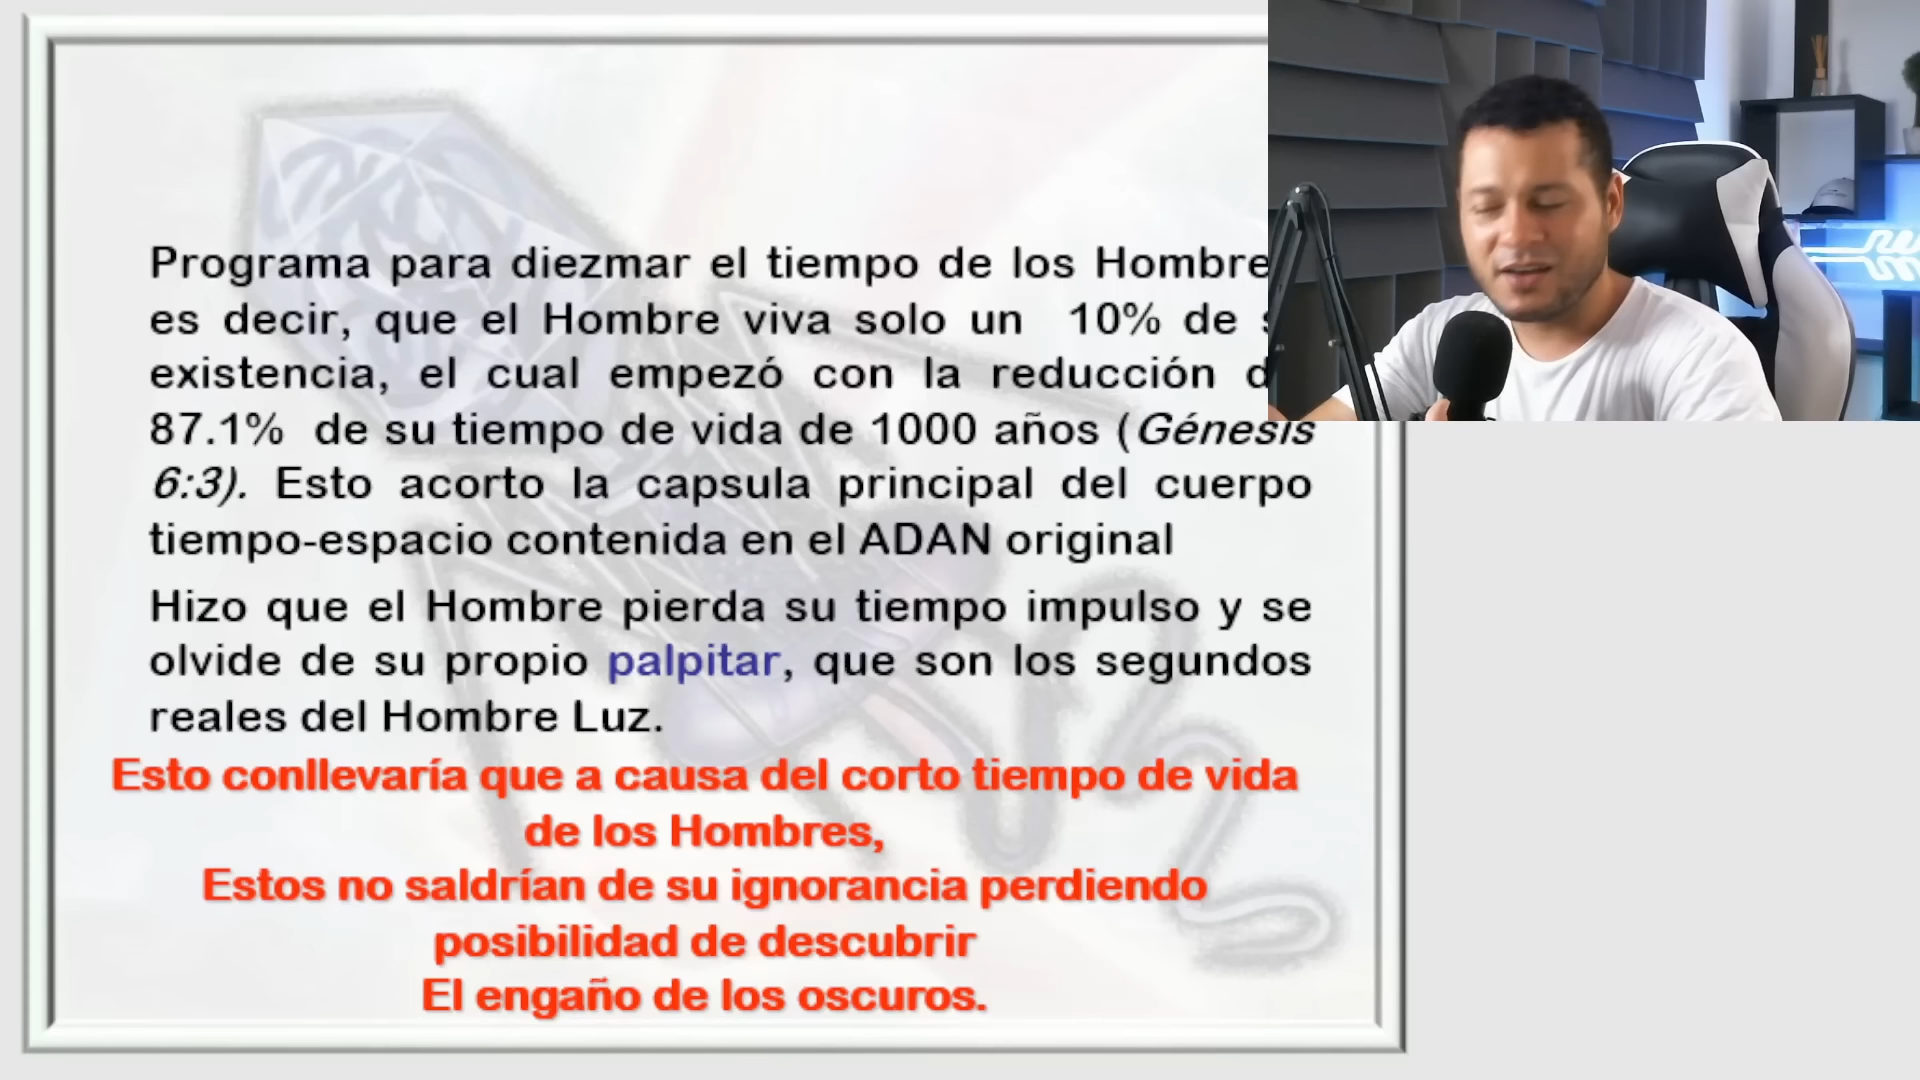 Programa para diezmar el tiempo de los Hombre
es decir, que el Hombre viva solo un 10% de
existencia, el cual empezó con la reducción
87.1% de su tiempo de vida de 1000 años (Génesis
6:3). Esto acorto la capsula principal del cuerpo
tiempo-espacio contenida en el ADAN original
Hizo que el Hombre pierda su tiempo impulso y se
olvide de su propio palpitar, que son los segundos
reales del Hombre Luz.
Esto conllevaría que a causa del corto tiempo de vida
de los Hombres,
Estos no saldrían de su ignorancia perdiendo
posibilidad de descubrir
El engaño de los oscuros.